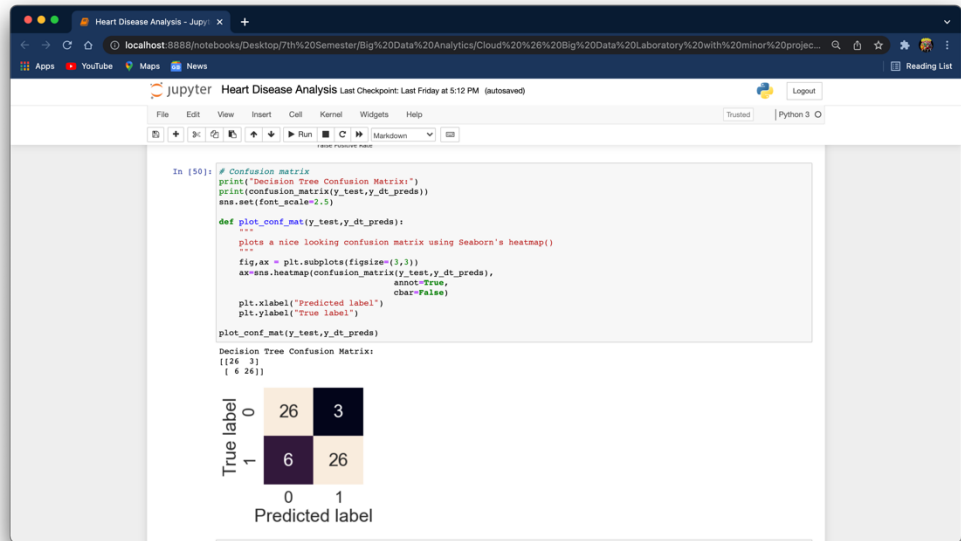 Heart Disease Analysis - Jupyt
localhost:8888/notebooks/Desktop/7th%20Semester/Big%20Data%20Analytics/Cloud%20%26%20Big%20Data%20Laboratory%20with%20minor%20projec...
Apps YouTube Maps News Reading List
jupyter Heart Disease Analysis Last Checkpoint: Last Friday at 5:12 PM (autosaved) Logout
File Edit View Insert Cell Kernel Widgets Help Trusted Python 3
Run Markdown
False Positive Rate
In [50]: # Confusion matrix
print("Decision Tree Confusion Matrix:")
print(confusion_matrix(y_test,y_dt_preds))
sns.set(font_scale=2.5)
def plot_conf_mat(y_test,y_dt_preds):
"""
plots a nice looking confusion matrix using Seaborn's heatmap()
"""
fig,ax = plt.subplots(figsize=(3,3))
ax=sns.heatmap(confusion_matrix(y_test,y_dt_preds),
annot=True,
cbar=False)
plt.xlabel("Predicted label")
plt.ylabel("True label")
plot_conf_mat(y_test,y_dt_preds)
Decision Tree Confusion Matrix:
[[26 3]
[ 6 26]]
True label
0 26 3
1 6 26
0 1
Predicted label